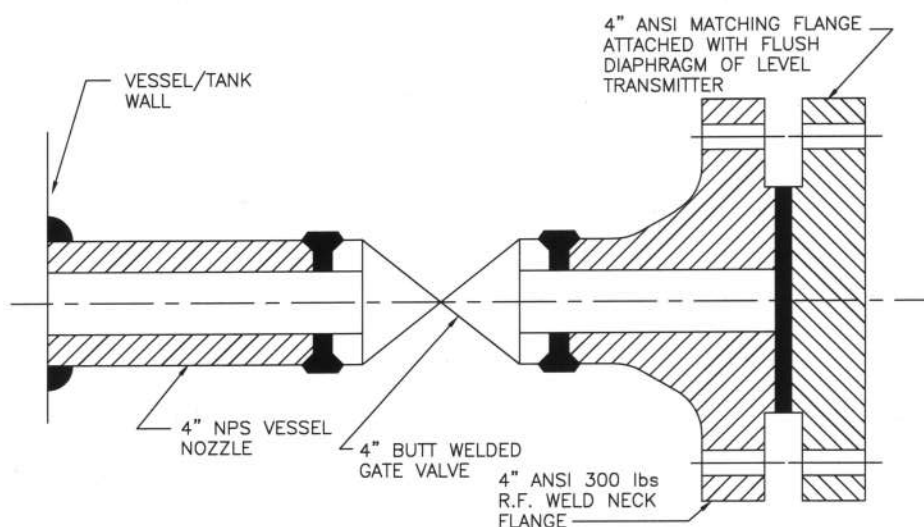 4" ANSI MATCHING FLANGE
ATTACHED WITH FLUSH
DIAPHRAGM OF LEVEL
TRANSMITTER
VESSEL/TANK
WALL
4" NPS VESSEL
NOZZLE
4" BUTT WELDED
GATE VALVE
4" ANSI 300 lbs
R.F. WELD NECK
FLANGE